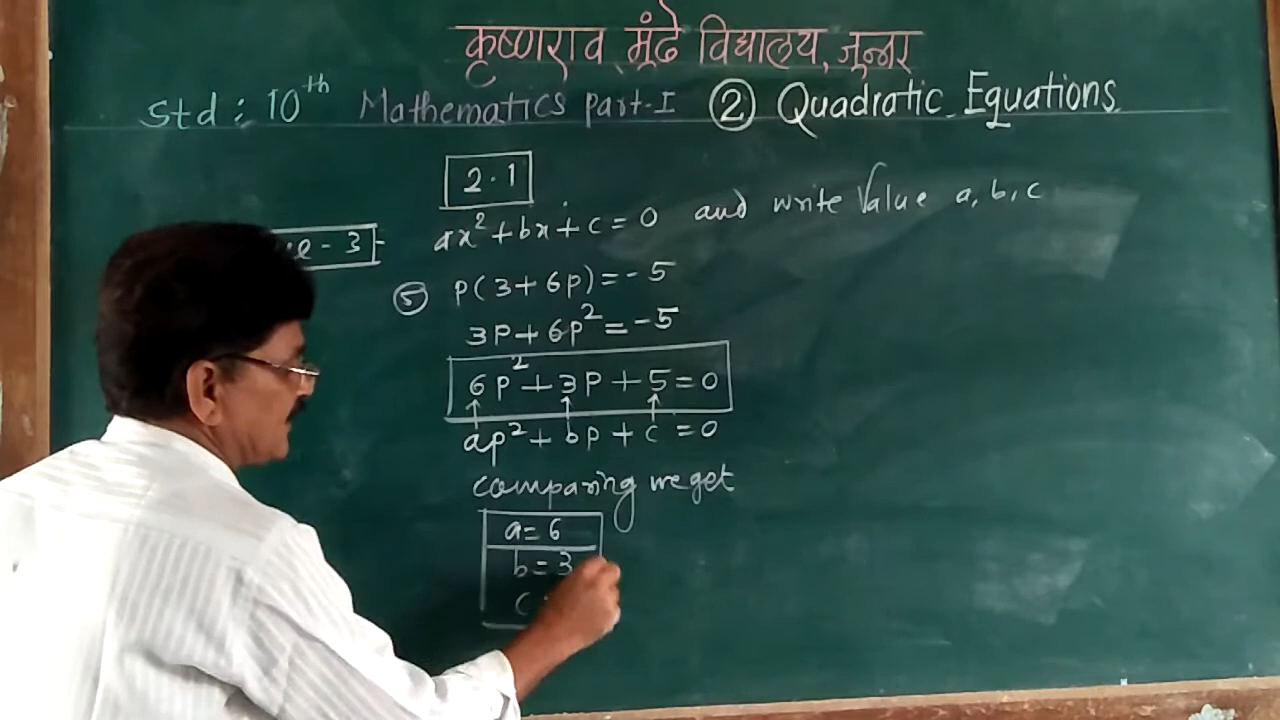 कृष्णराव मुंढे विद्यालय, जुन्नर
Std : 10th Mathematics part-I ② Quadratic Equations
2.1
ax²+bx+c=0 and write Value a, b, c
- 3
⑤ P(3+6P)=-5
3P+6P²=-5
6P²+3P+5=0
ap²+bp+c=0
comparing we get
a=6
b=3
c